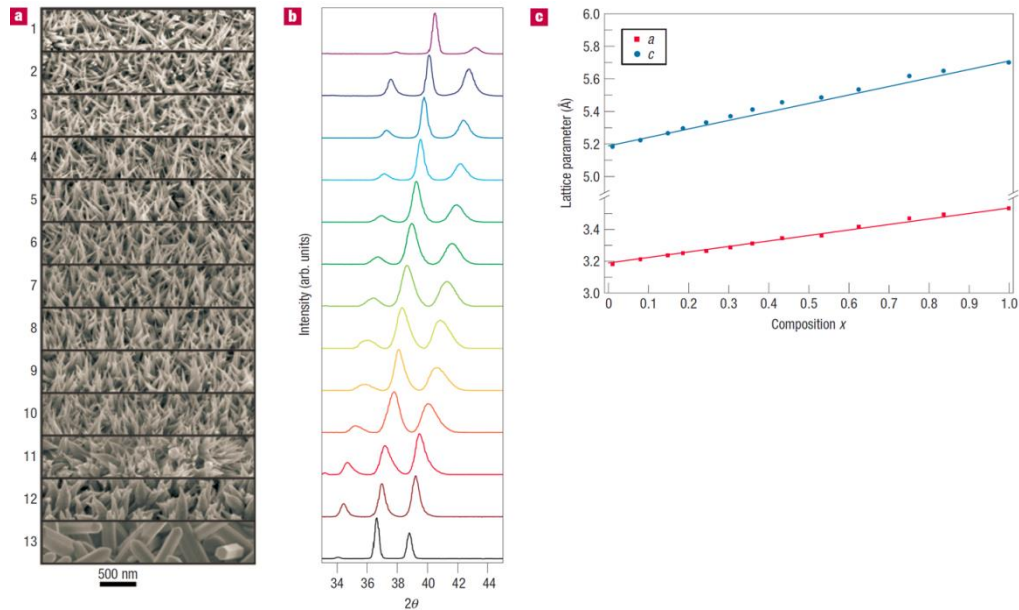 a
1
2
3
4
5
6
7
8
9
10
11
12
13
500 nm
b
Intensity (arb. units)
34 36 38 40 42 44
2θ
c
a
c
Lattice parameter (Å)
6.0
5.8
5.6
5.4
5.2
5.0
3.4
3.2
3.0
0 0.1 0.2 0.3 0.4 0.5 0.6 0.7 0.8 0.9 1.0
Composition x